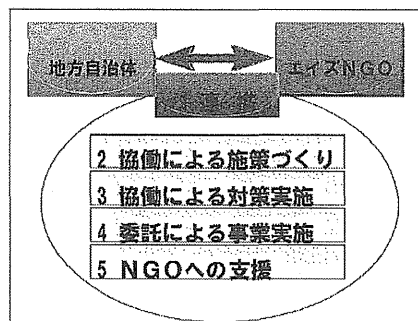 地方自治体
エイズNGO
2 協働による施策づくり
3 協働による対策実施
4 委託による事業実施
5 NGOへの支援